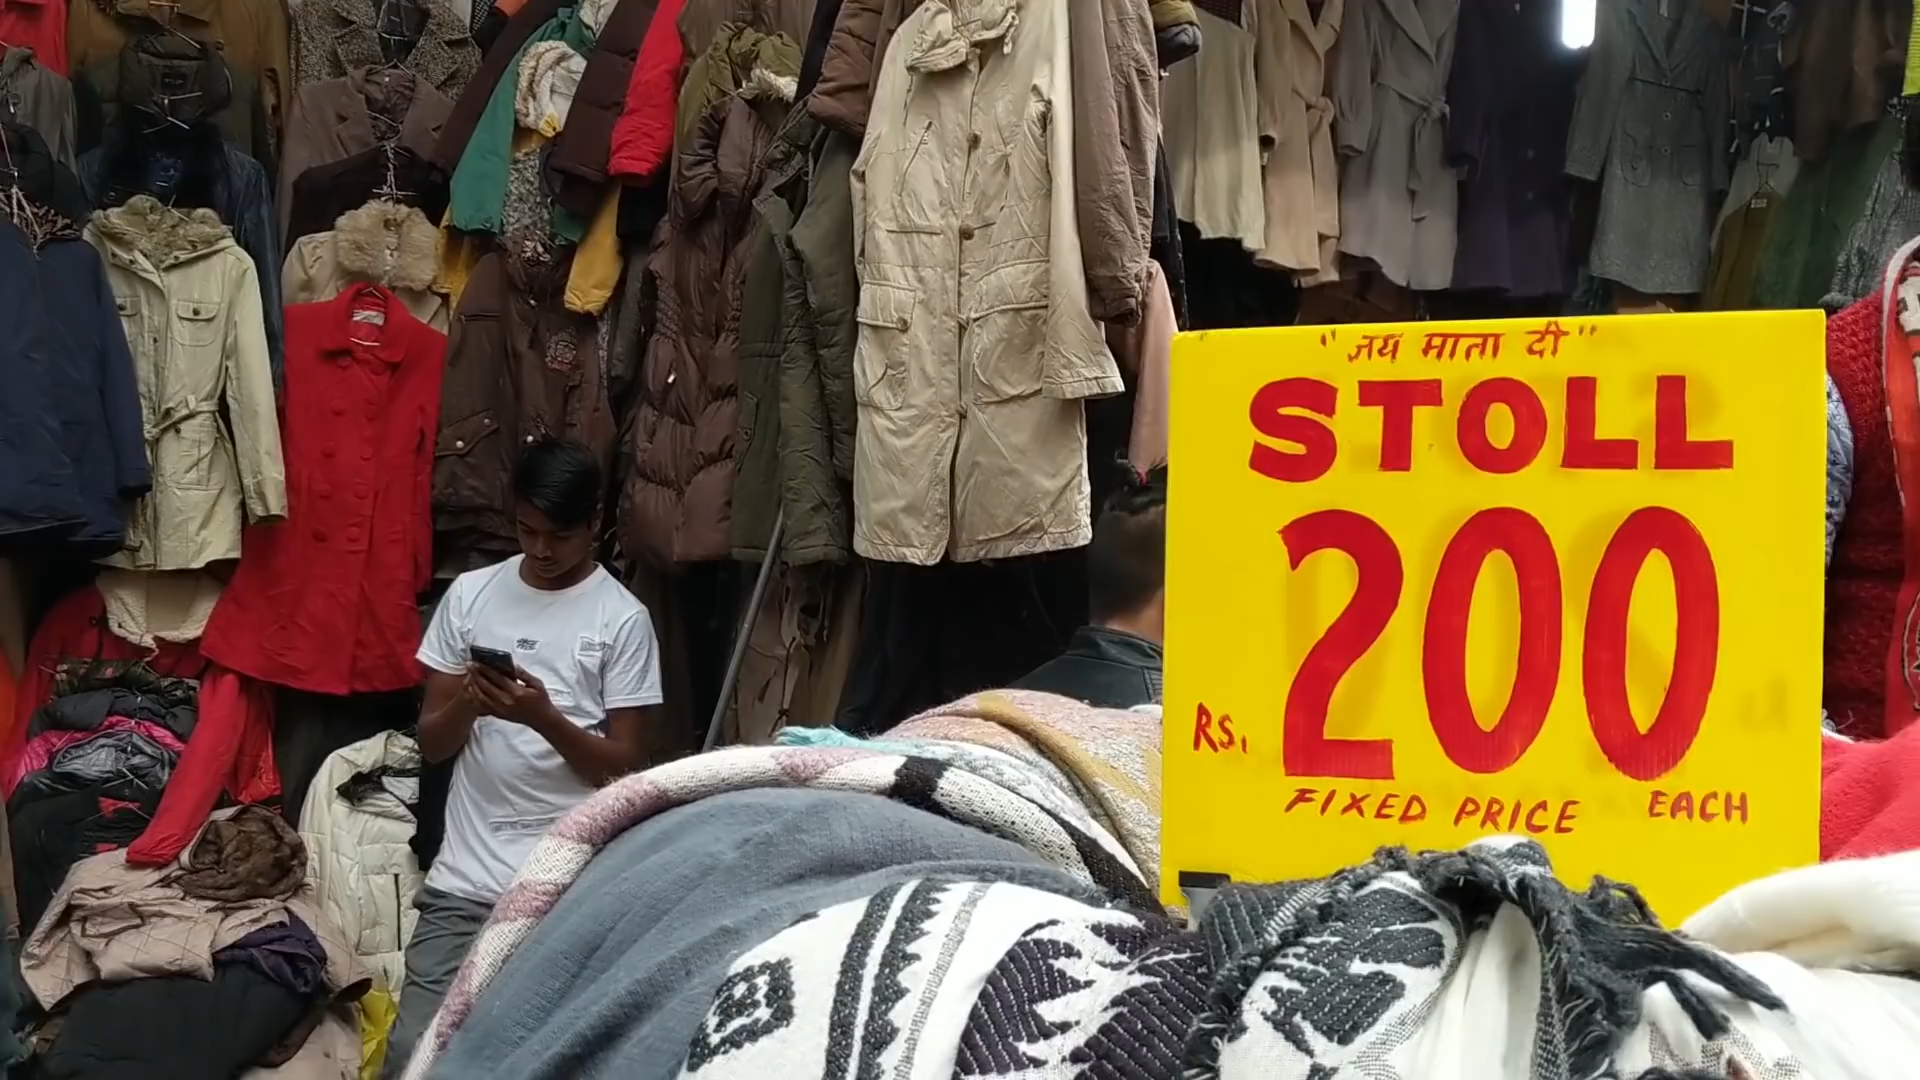 "जय माता दी"
STOLL
RS. 200
FIXED PRICE EACH